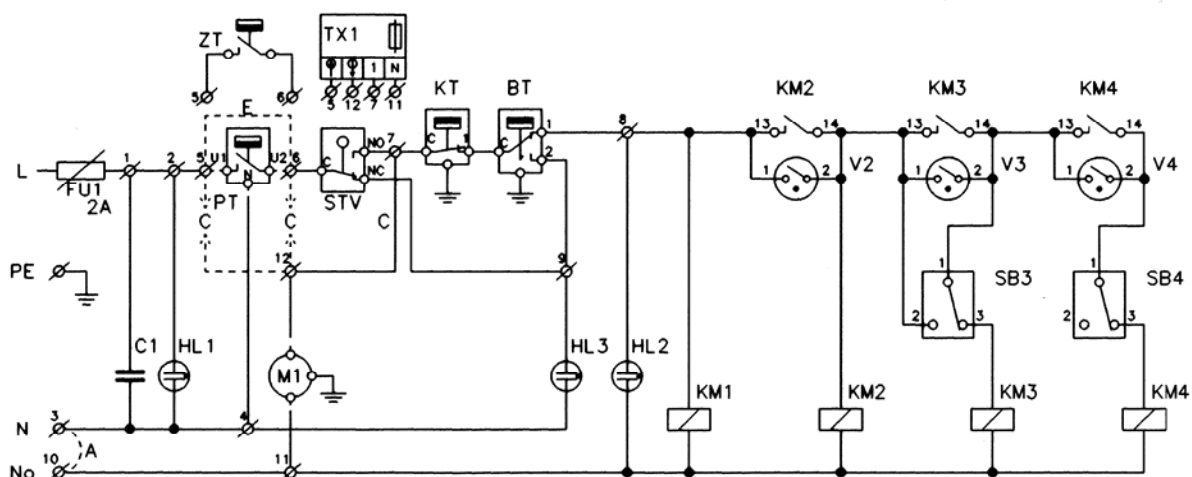 ZT
TX1
1 N
5 12 7 11
KT
BT
KM2
KM3
KM4
5 6
E
C 1
C 1
2
8
13 14
13 14
13 14
NO 7
L
FU1
2A
1 2 5 U1 N U2 6
C
NC
1 2
V2
1 2
V3
1 2
V4
PT
STV
C C
C
12
9
PE
1
2 3
SB3
1
2 3
SB4
C1
HL1
M1
HL3
HL2
KM1
KM2
KM3
KM4
N
3
4
A
No
10
11